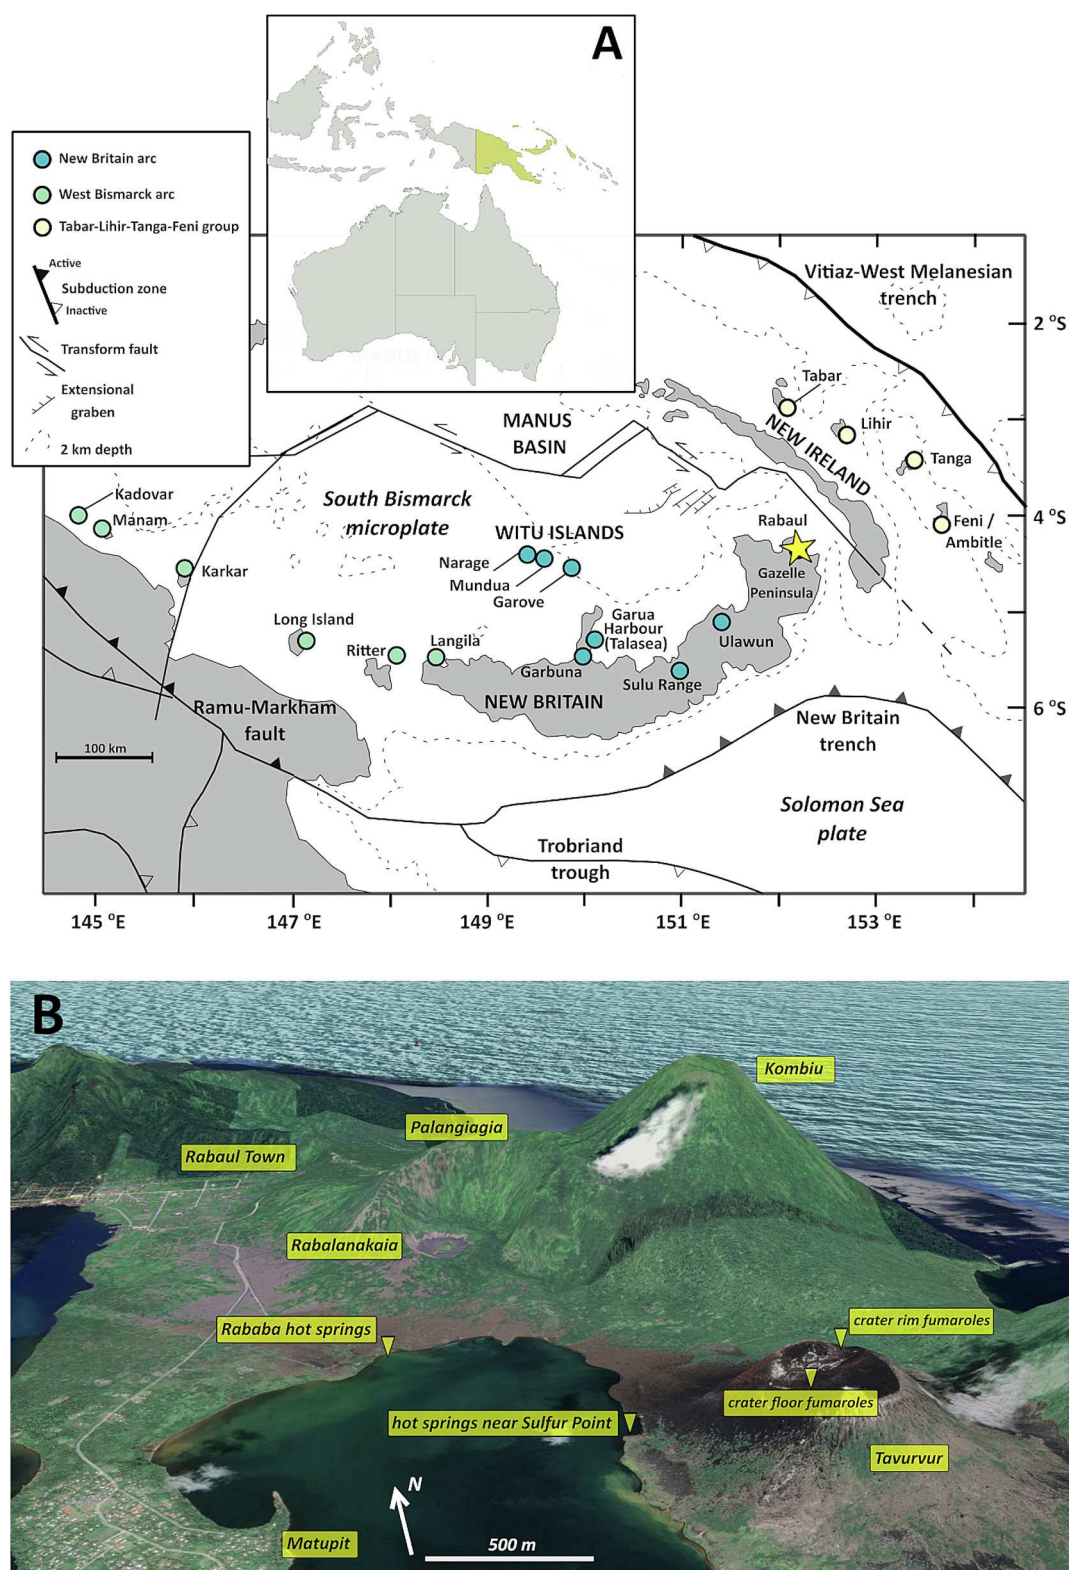 A
New Britain arc
West Bismarck arc
Tabar-Lihir-Tanga-Feni group
Active
Subduction zone
Inactive
Transform fault
Extensional
graben
2 km depth
Vitiaz-West Melanesian
trench
2 °S
Tabar
Lihir
MANUS
BASIN
NEW IRELAND
Tanga
Kadovar
Manam
South Bismarck
microplate
WITU ISLANDS
Rabaul
4 °S
Feni /
Ambitle
Narage
Mundua
Garove
Karkar
Gazelle
Peninsula
Long Island
Garua
Harbour
(Talasea)
Ritter
Langila
Ulawun
Garbuna
Sulu Range
NEW BRITAIN
Ramu-Markham
fault
6 °S
New Britain
trench
100 km
Solomon Sea
plate
Trobriand
trough
145 °E
147 °E
149 °E
151 °E
153 °E
B
Kombiu
Palangiagia
Rabaul Town
Rabalanakaia
Rababa hot springs
crater rim fumaroles
crater floor fumaroles
hot springs near Sulfur Point
Tavurvur
N
500 m
Matupit